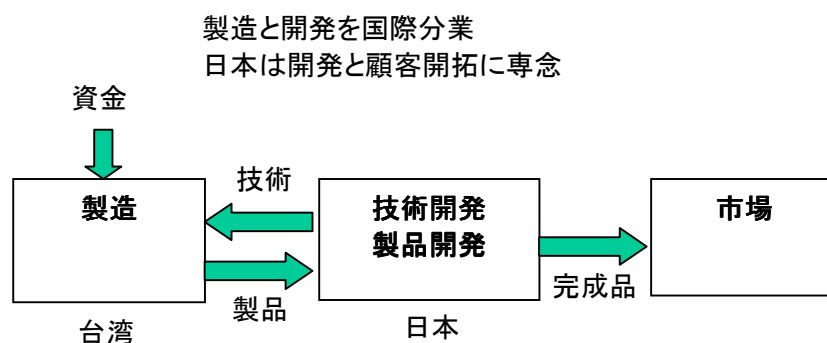 製造と開発を国際分業
日本は開発と顧客開拓に専念
資金
製造
技術
技術開発
製品開発
市場
製品
完成品
台湾
日本